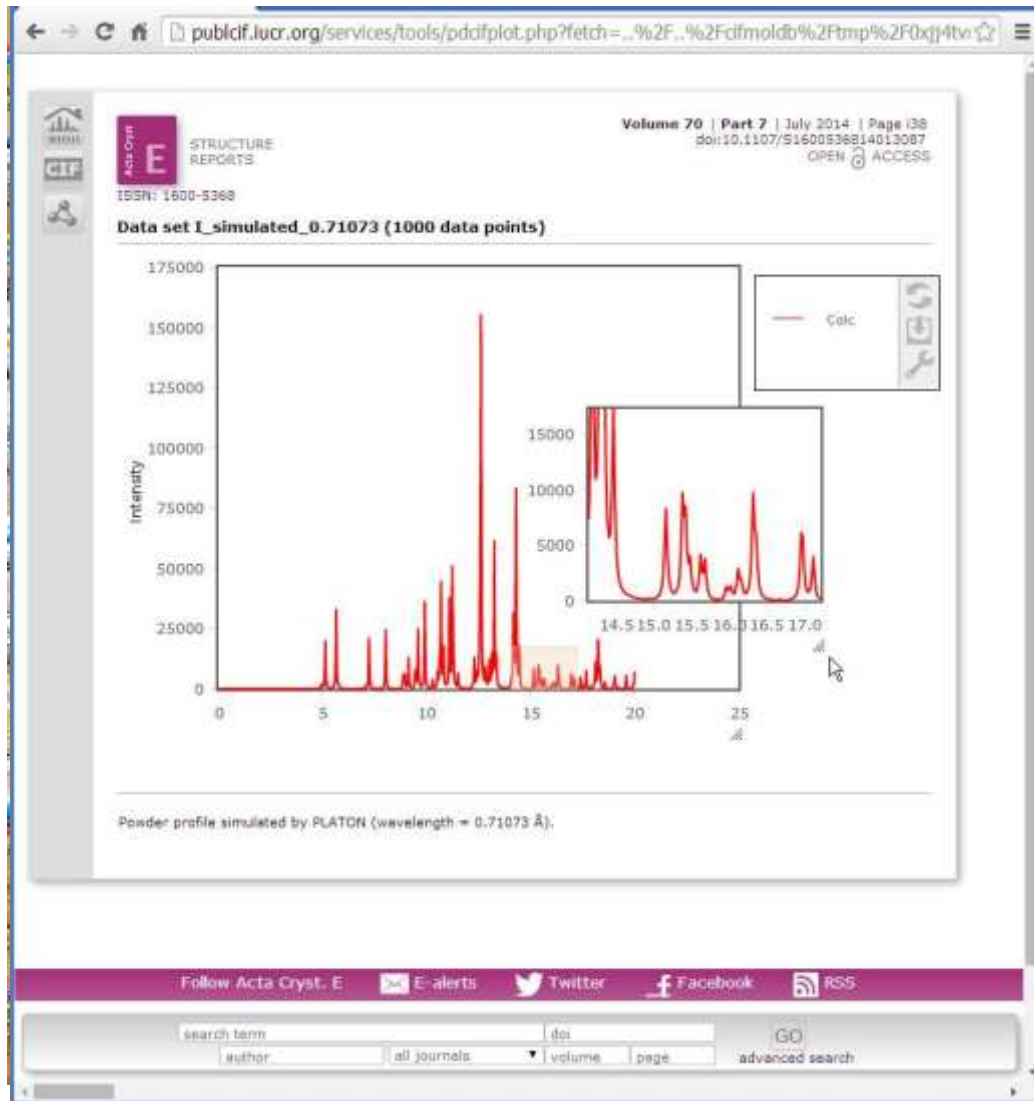 publcif.iucr.org/services/tools/pdcifplot.php?fetch=..%2F..%2Fcifmoldb%2Ftmp%2F0xJj4tv
CIF
Acta Cryst
E
STRUCTURE
REPORTS
ISSN: 1600-5368
Volume 70 | Part 7 | July 2014 | Page i38
doi:10.1107/S1600536814013087
OPEN ACCESS
Data set I_simulated_0.71073 (1000 data points)
175000
150000
125000
100000
75000
50000
25000
0
Intensity
0 5 10 15 20 25
Calc
15000
10000
5000
0
14.5 15.0 15.5 16.0 16.5 17.0
Powder profile simulated by PLATON (wavelength = 0.71073 Å).
Follow Acta Cryst. E E-alerts Twitter Facebook RSS
search term doi GO
author all journals volume page advanced search